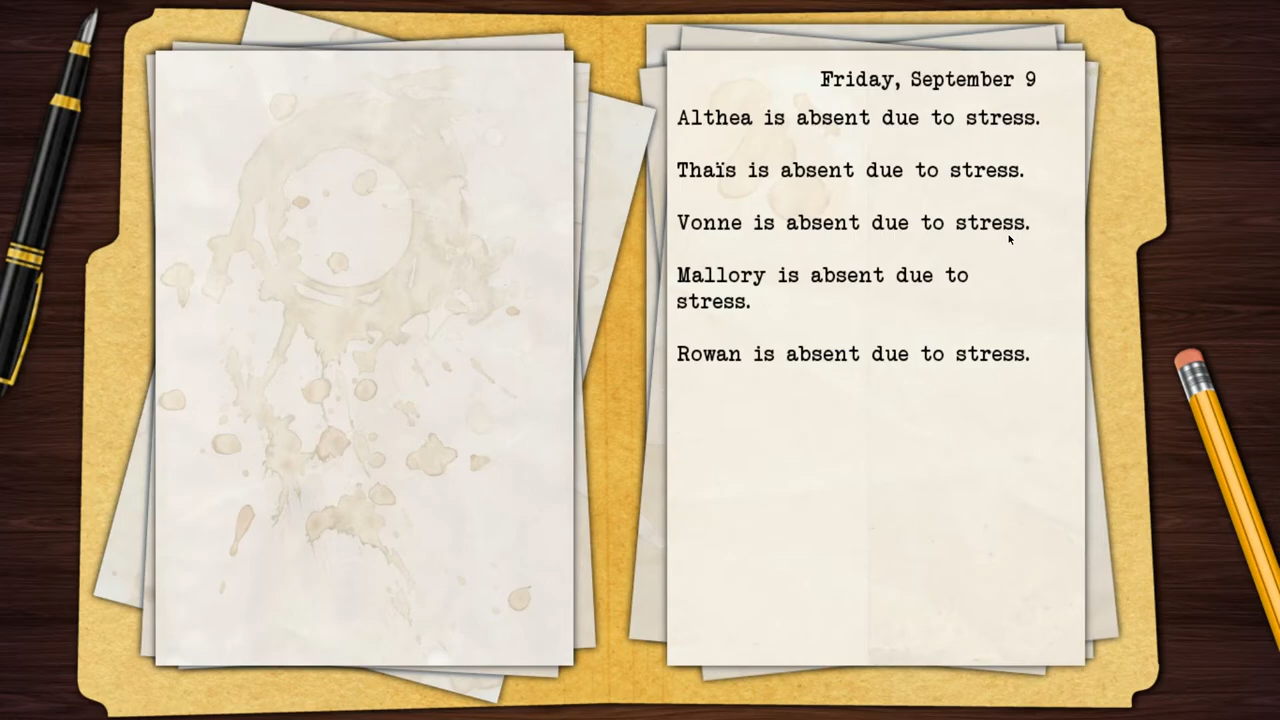 Friday, September 9
Althea is absent due to stress.
Thaïs is absent due to stress.
Vonne is absent due to stress.
Mallory is absent due to
stress.
Rowan is absent due to stress.